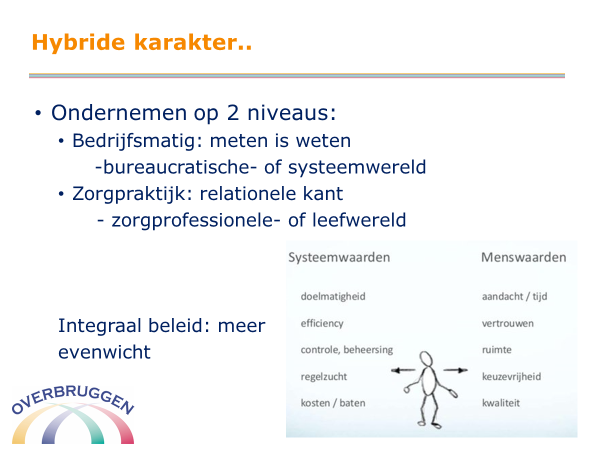 Hybride karakter..
• Ondernemen op 2 niveaus:
• Bedrijfsmatig: meten is weten
-bureaucratische- of systeemwereld
• Zorgpraktijk: relationele kant
- zorgprofessionele- of leefwereld
Systeemwaarden
doelmatigheid
efficiency
controle, beheersing
regelzucht
kosten / baten
Menswaarden
aandacht / tijd
vertrouwen
ruimte
keuzevrijheid
kwaliteit
Integraal beleid: meer
evenwicht
OVERBRUGGEN